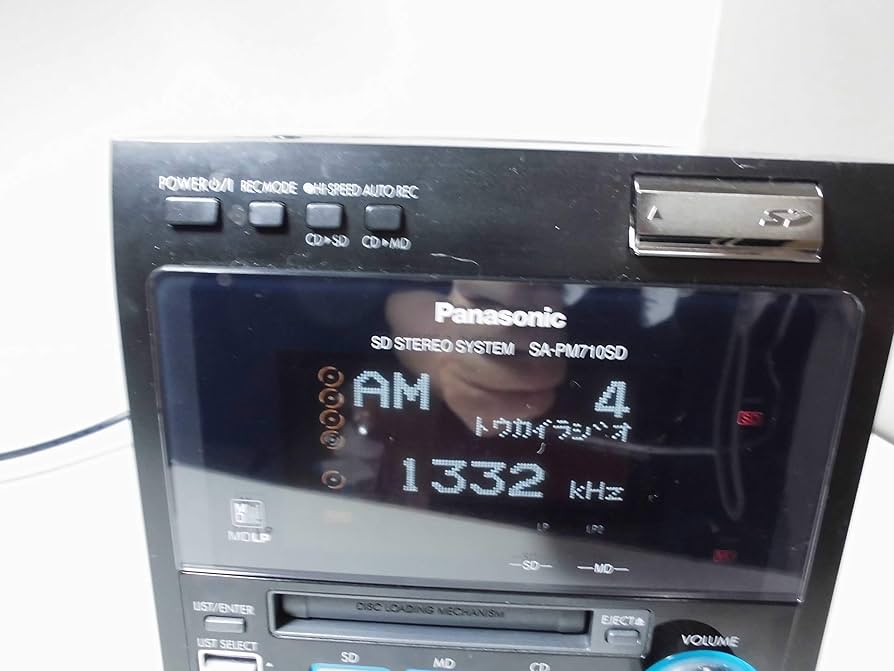 POWER ⏻/I REC MODE ●HI-SPEED AUTO REC
CD▶SD CD▶MD
SD
Panasonic
SD STEREO SYSTEM SA-PM710SD
AM 4
トウカイラジオ
1332 kHz
MD LP
LP LP2
SD MD
LIST/ENTER
DISC LOADING MECHANISM
EJECT
LIST SELECT
VOLUME
SD MD CD